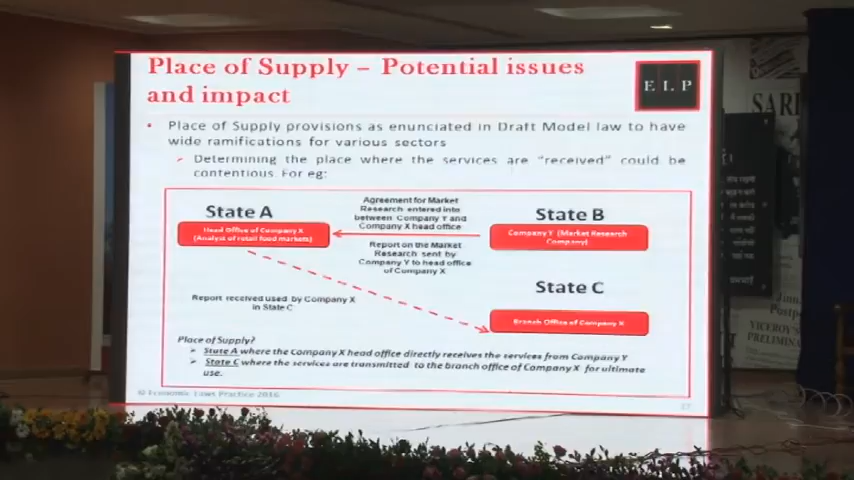 Place of Supply – Potential issues
and impact
E L P
• Place of Supply provisions as enunciated in Draft Model law to have
wide ramifications for various sectors
Determining the place where the services are "received" could be
contentious. For eg:
State A
Head Office of Company X
(Analyst of retail food markets)
Agreement for Market
Research entered into
between Company Y and
Company X head office
Report on the Market
Research sent by
Company Y to head office
of Company X
State B
Company Y (Market Research
Company)
State C
Branch Office of Company X
Report received used by Company X
in State C
Place of Supply?
State A where the Company X head office directly receives the services from Company Y
State C where the services are transmitted to the branch office of Company X for ultimate
use.
© Economic Laws Practice 2016
17
VICEROY'S